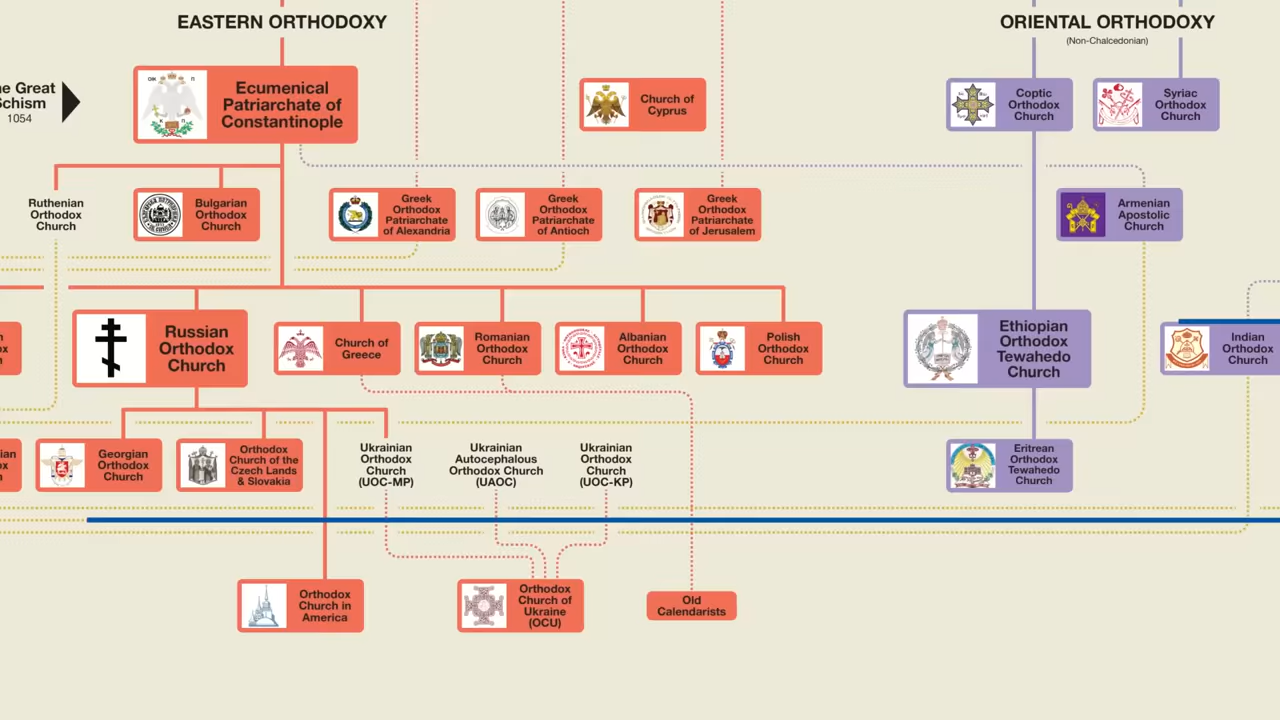 EASTERN ORTHODOXY
ORIENTAL ORTHODOXY
(Non-Chalcedonian)
he Great
Schism
1054
Ecumenical
Patriarchate of
Constantinople
Church of
Cyprus
Coptic
Orthodox
Church
Syriac
Orthodox
Church
Ruthenian
Orthodox
Church
Bulgarian
Orthodox
Church
Greek
Orthodox
Patriarchate
of Alexandria
Greek
Orthodox
Patriarchate
of Antioch
Greek
Orthodox
Patriarchate
of Jerusalem
Armenian
Apostolic
Church
Russian
Orthodox
Church
Church of
Greece
Romanian
Orthodox
Church
Albanian
Orthodox
Church
Polish
Orthodox
Church
Ethiopian
Orthodox
Tewahedo
Church
Indian
Orthodox
Church
Georgian
Orthodox
Church
Orthodox
Church of the
Czech Lands
& Slovakia
Ukrainian
Orthodox
Church
(UOC-MP)
Ukrainian
Autocephalous
Orthodox Church
(UAOC)
Ukrainian
Orthodox
Church
(UOC-KP)
Eritrean
Orthodox
Tewahedo
Church
Orthodox
Church in
America
Orthodox
Church of
Ukraine
(OCU)
Old
Calendarists